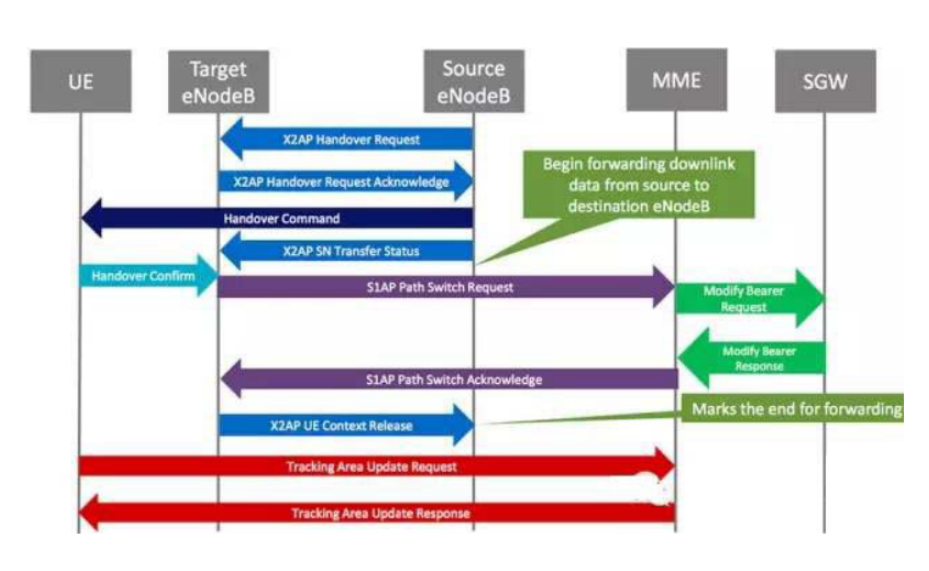 UE
Target
eNodeB
Source
eNodeB
MME
SGW
X2AP Handover Request
X2AP Handover Request Acknowledge
Begin forwarding downlink
data from source to
destination eNodeB
Handover Command
X2AP SN Transfer Status
Handover Confirm
S1AP Path Switch Request
Modify Bearer
Request
Modify Bearer
Response
S1AP Path Switch Acknowledge
Marks the end for forwarding
X2AP UE Context Release
Tracking Area Update Request
Tracking Area Update Response